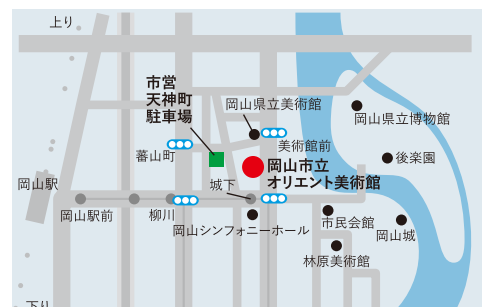 上り
市営
天神町
駐車場
岡山県立美術館
岡山県立博物館
美術館前
蕃山町
後楽園
岡山市立
オリエント美術館
岡山駅
城下
岡山駅前
柳川
岡山シンフォニーホール
市民会館
岡山城
林原美術館
下り